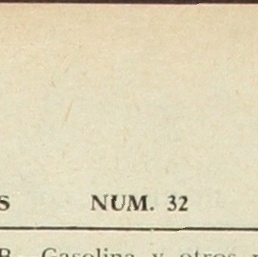 S NUM. 32
B. Gasolina y otros